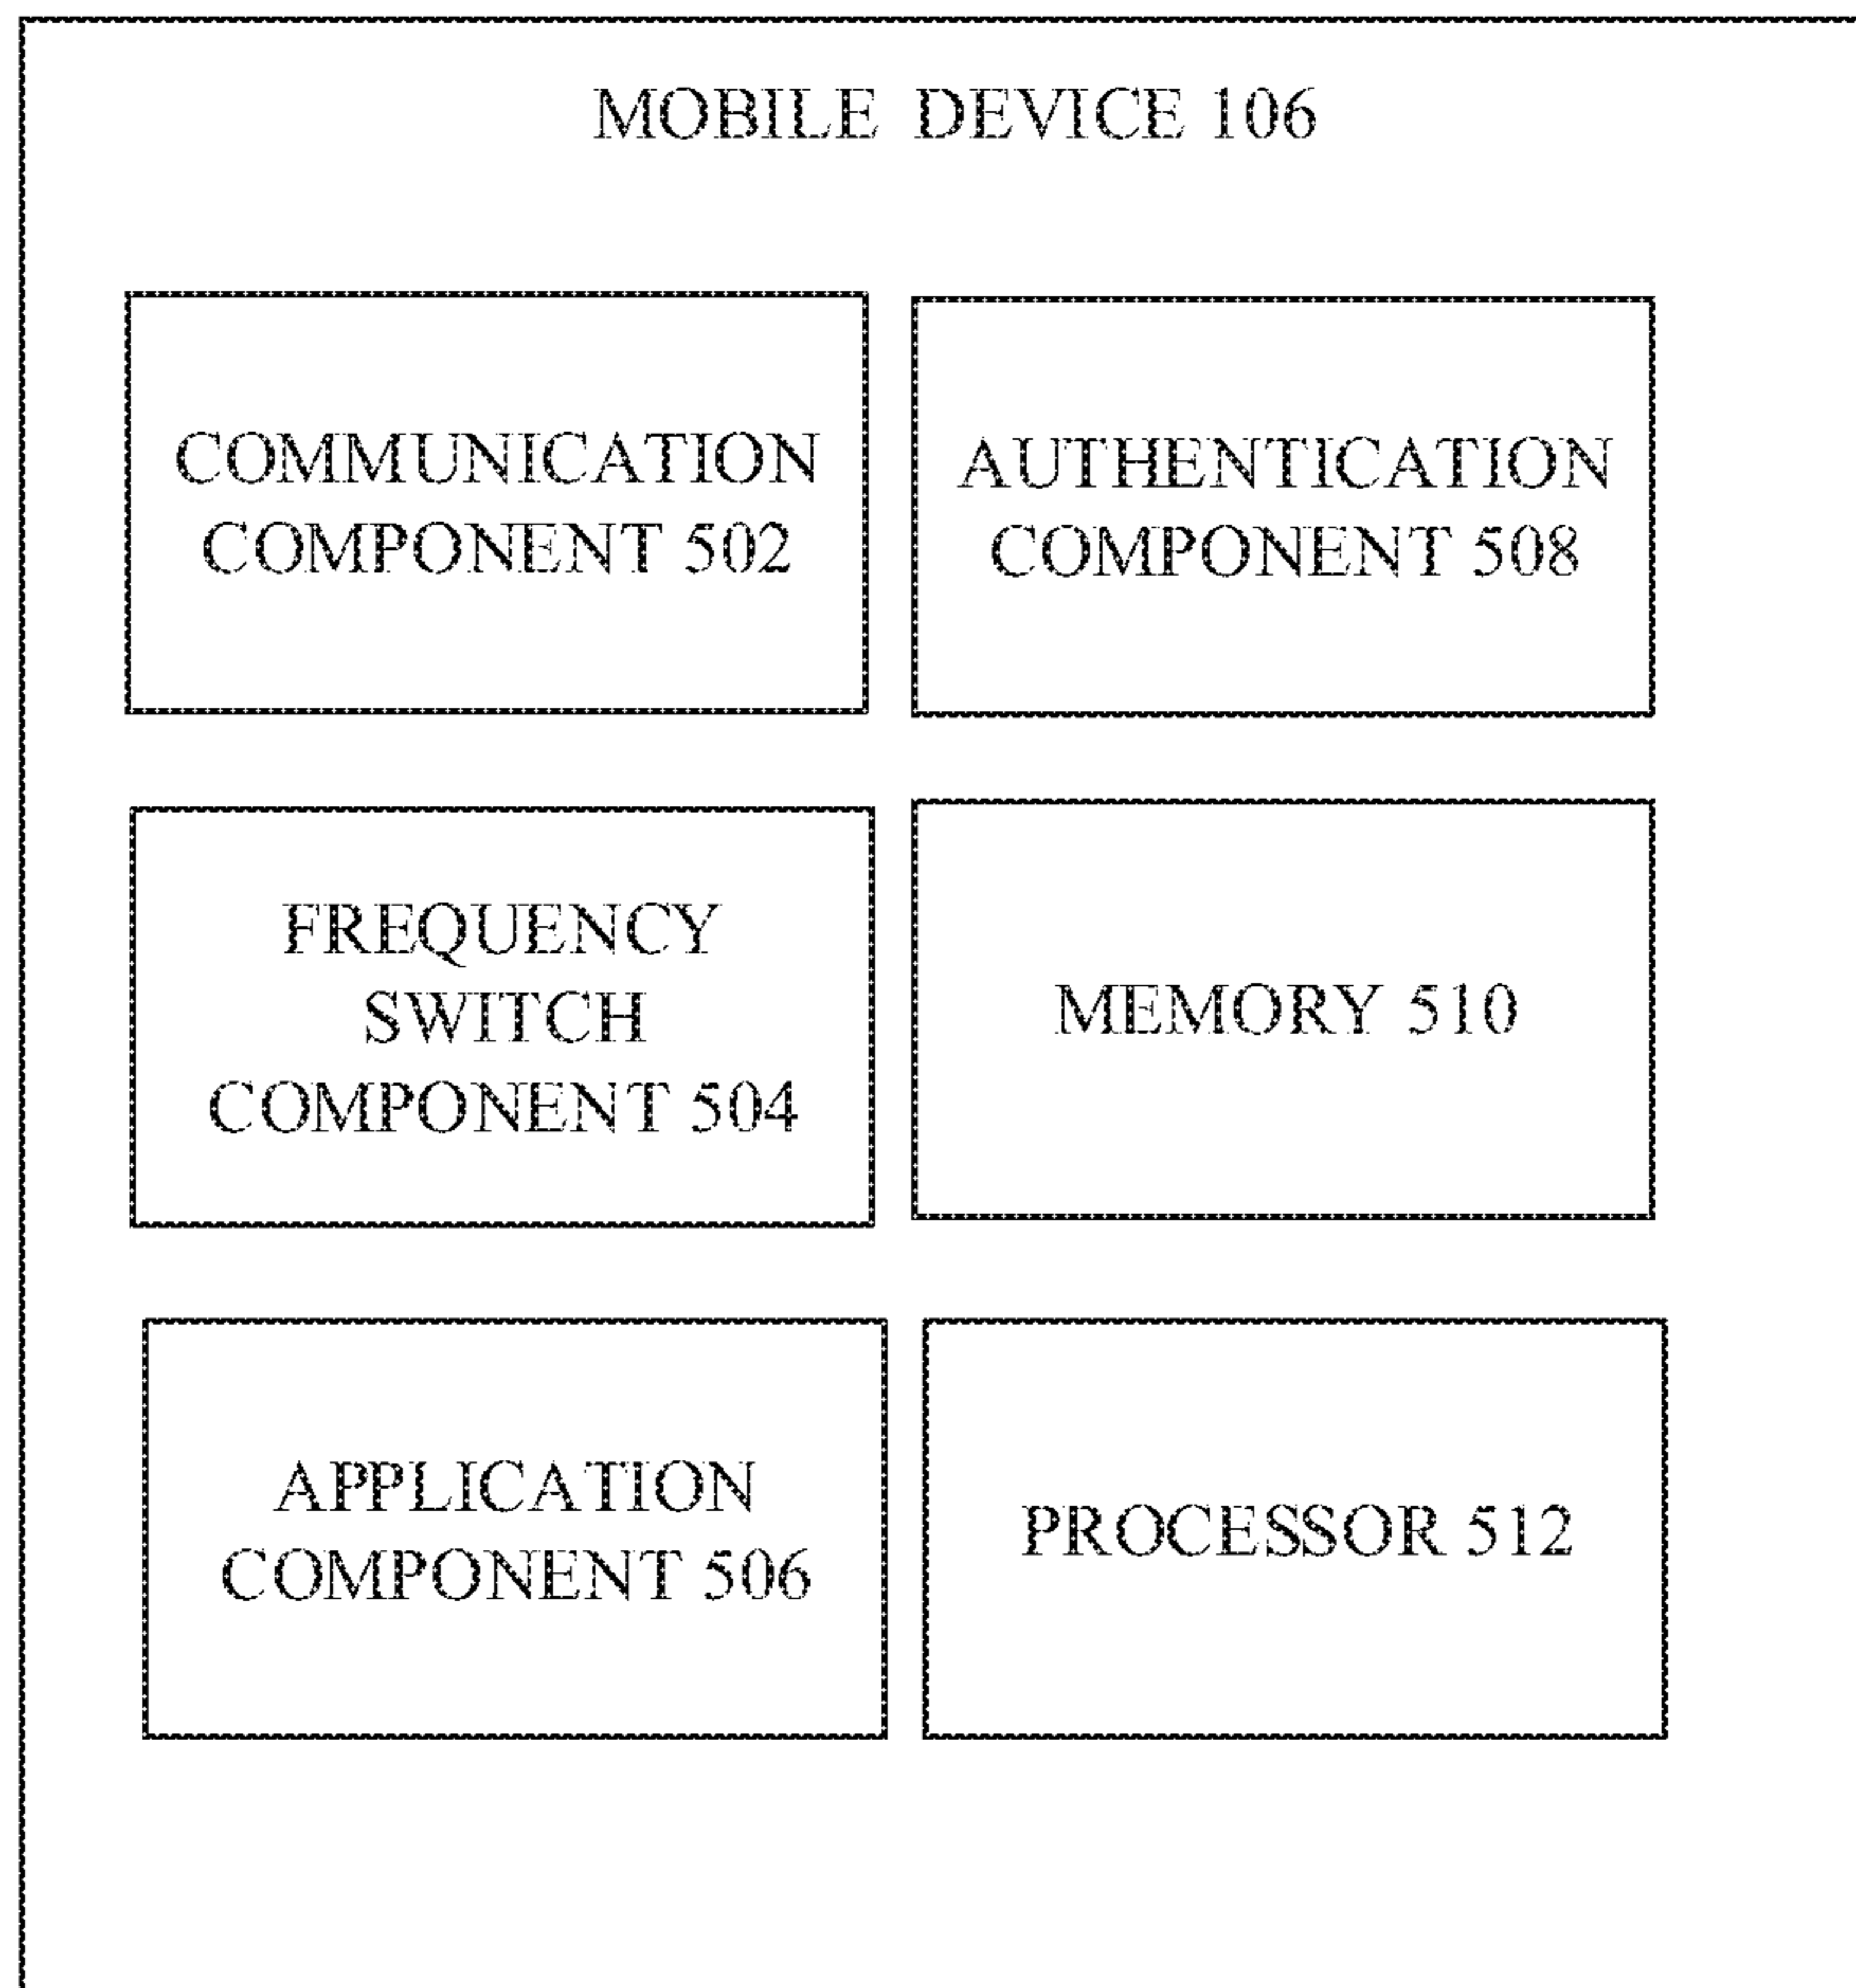 MOBILE DEVICE 106
COMMUNICATION
COMPONENT 502
AUTHENTICATION
COMPONENT 508
FREQUENCY
SWITCH
COMPONENT 504
MEMORY 510
APPLICATION
COMPONENT 506
PROCESSOR 512